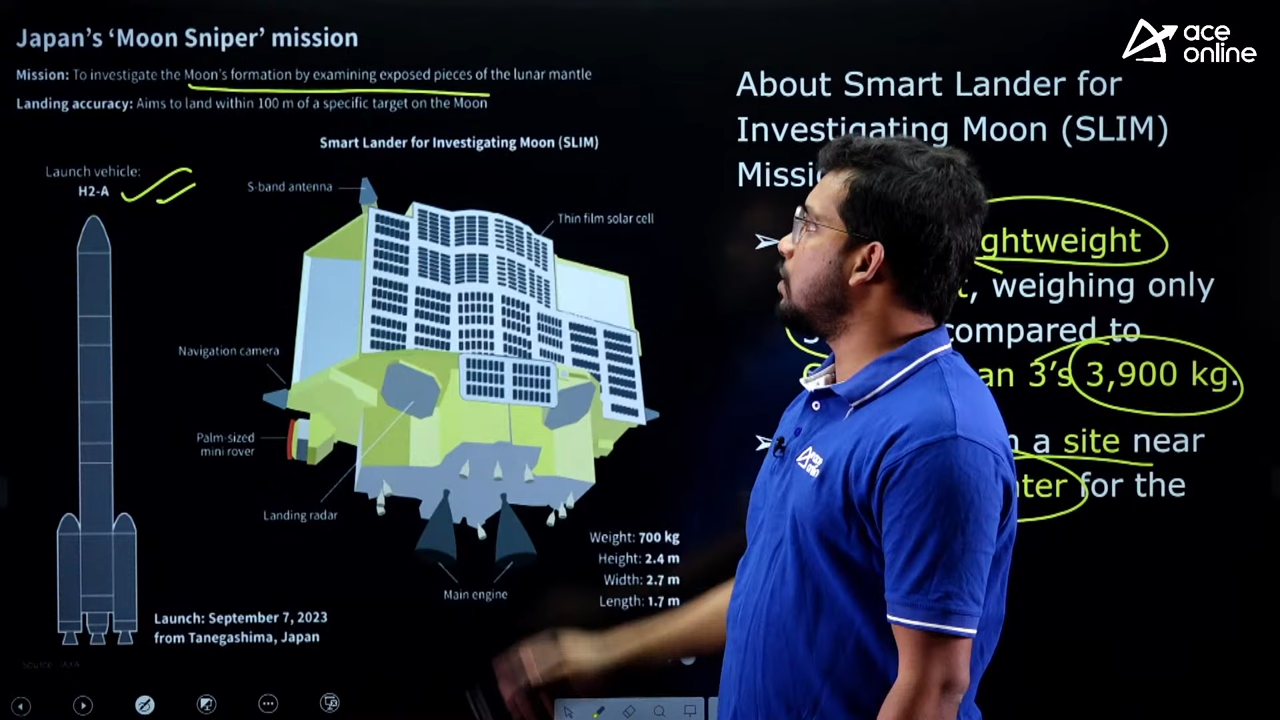 Japan's 'Moon Sniper' mission
Mission: To investigate the Moon's formation by examining exposed pieces of the lunar mantle
Landing accuracy: Aims to land within 100 m of a specific target on the Moon
Smart Lander for Investigating Moon (SLIM)
Launch vehicle:
H2-A
S-band antenna
Thin film solar cell
Navigation camera
Palm-sized
mini rover
Landing radar
Main engine
Weight: 700 kg
Height: 2.4 m
Width: 2.7 m
Length: 1.7 m
Launch: September 7, 2023
from Tanegashima, Japan
ace
online
About Smart Lander for
Investigating Moon (SLIM)
Missi
ghtweight
t, weighing only
compared to
an 3's 3,900 kg.
n a site near
ter for the
ace
online